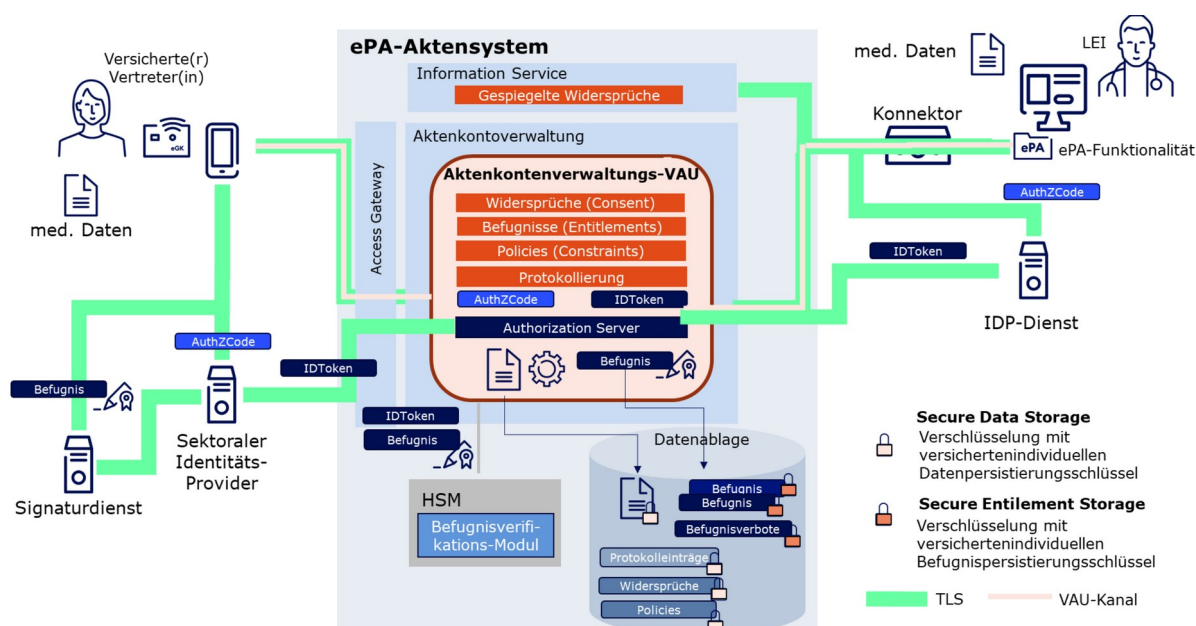 ePA-Aktensystem
Versicherte(r)
Vertreter(in)
eGK
med. Daten
Information Service
Gespiegelte Widersprüche
Access Gateway
Aktenkontoverwaltung
Aktenkontenverwaltungs-VAU
Widersprüche (Consent)
Befugnisse (Entitlements)
Policies (Constraints)
Protokollierung
AuthZCode
IDToken
Authorization Server
Befugnis
med. Daten
LEI
Konnektor
ePA
ePA-Funktionalität
AuthZCode
IDToken
IDP-Dienst
AuthZCode
IDToken
Befugnis
Sektoraler
Identitäts-
Provider
Signaturdienst
IDToken
Befugnis
HSM
Befugnisverifi-
kations-Modul
Datenablage
Befugnis
Befugnis
Befugnisverbote
Protokolleinträge
Widersprüche
Policies
Secure Data Storage
Verschlüsselung mit
versichertenindividuellen
Datenpersistierungsschlüssel
Secure Entilement Storage
Verschlüsselung mit
versichertenindividuellen
Befugnispersistierungsschlüssel
TLS
VAU-Kanal